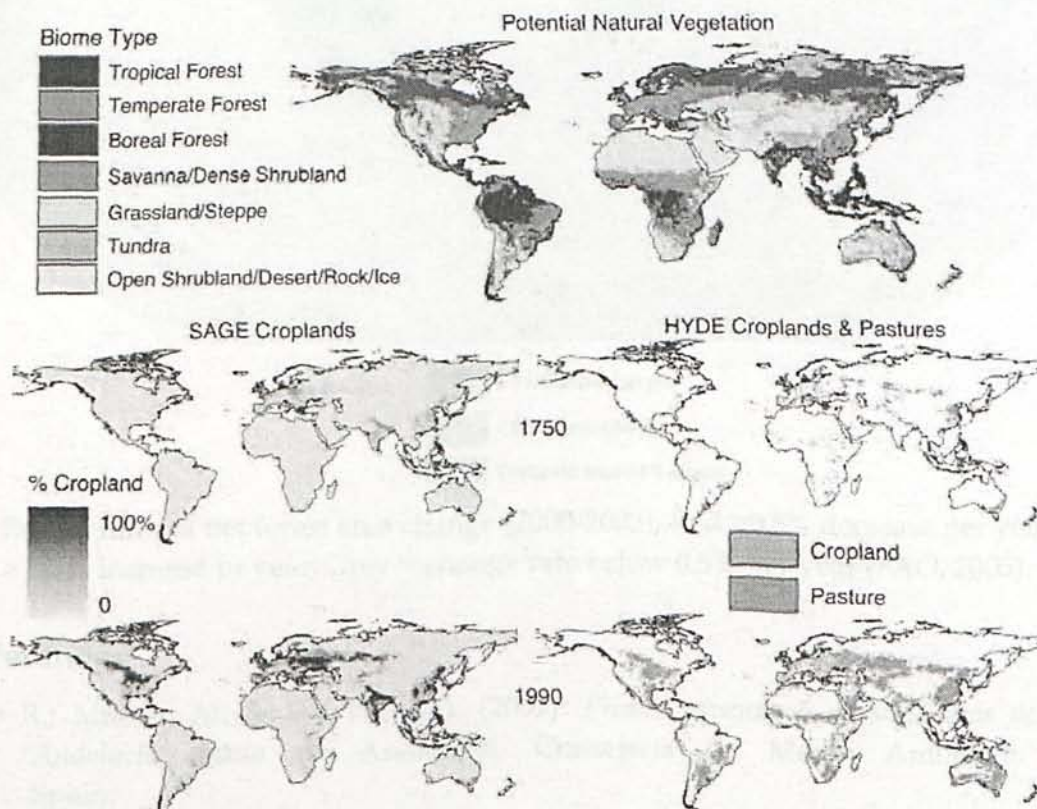 Potential Natural Vegetation
Biome Type
Tropical Forest
Temperate Forest
Boreal Forest
Savanna/Dense Shrubland
Grassland/Steppe
Tundra
Open Shrubland/Desert/Rock/Ice
SAGE Croplands
HYDE Croplands & Pastures
1750
% Cropland
100%
0
Cropland
Pasture
1990